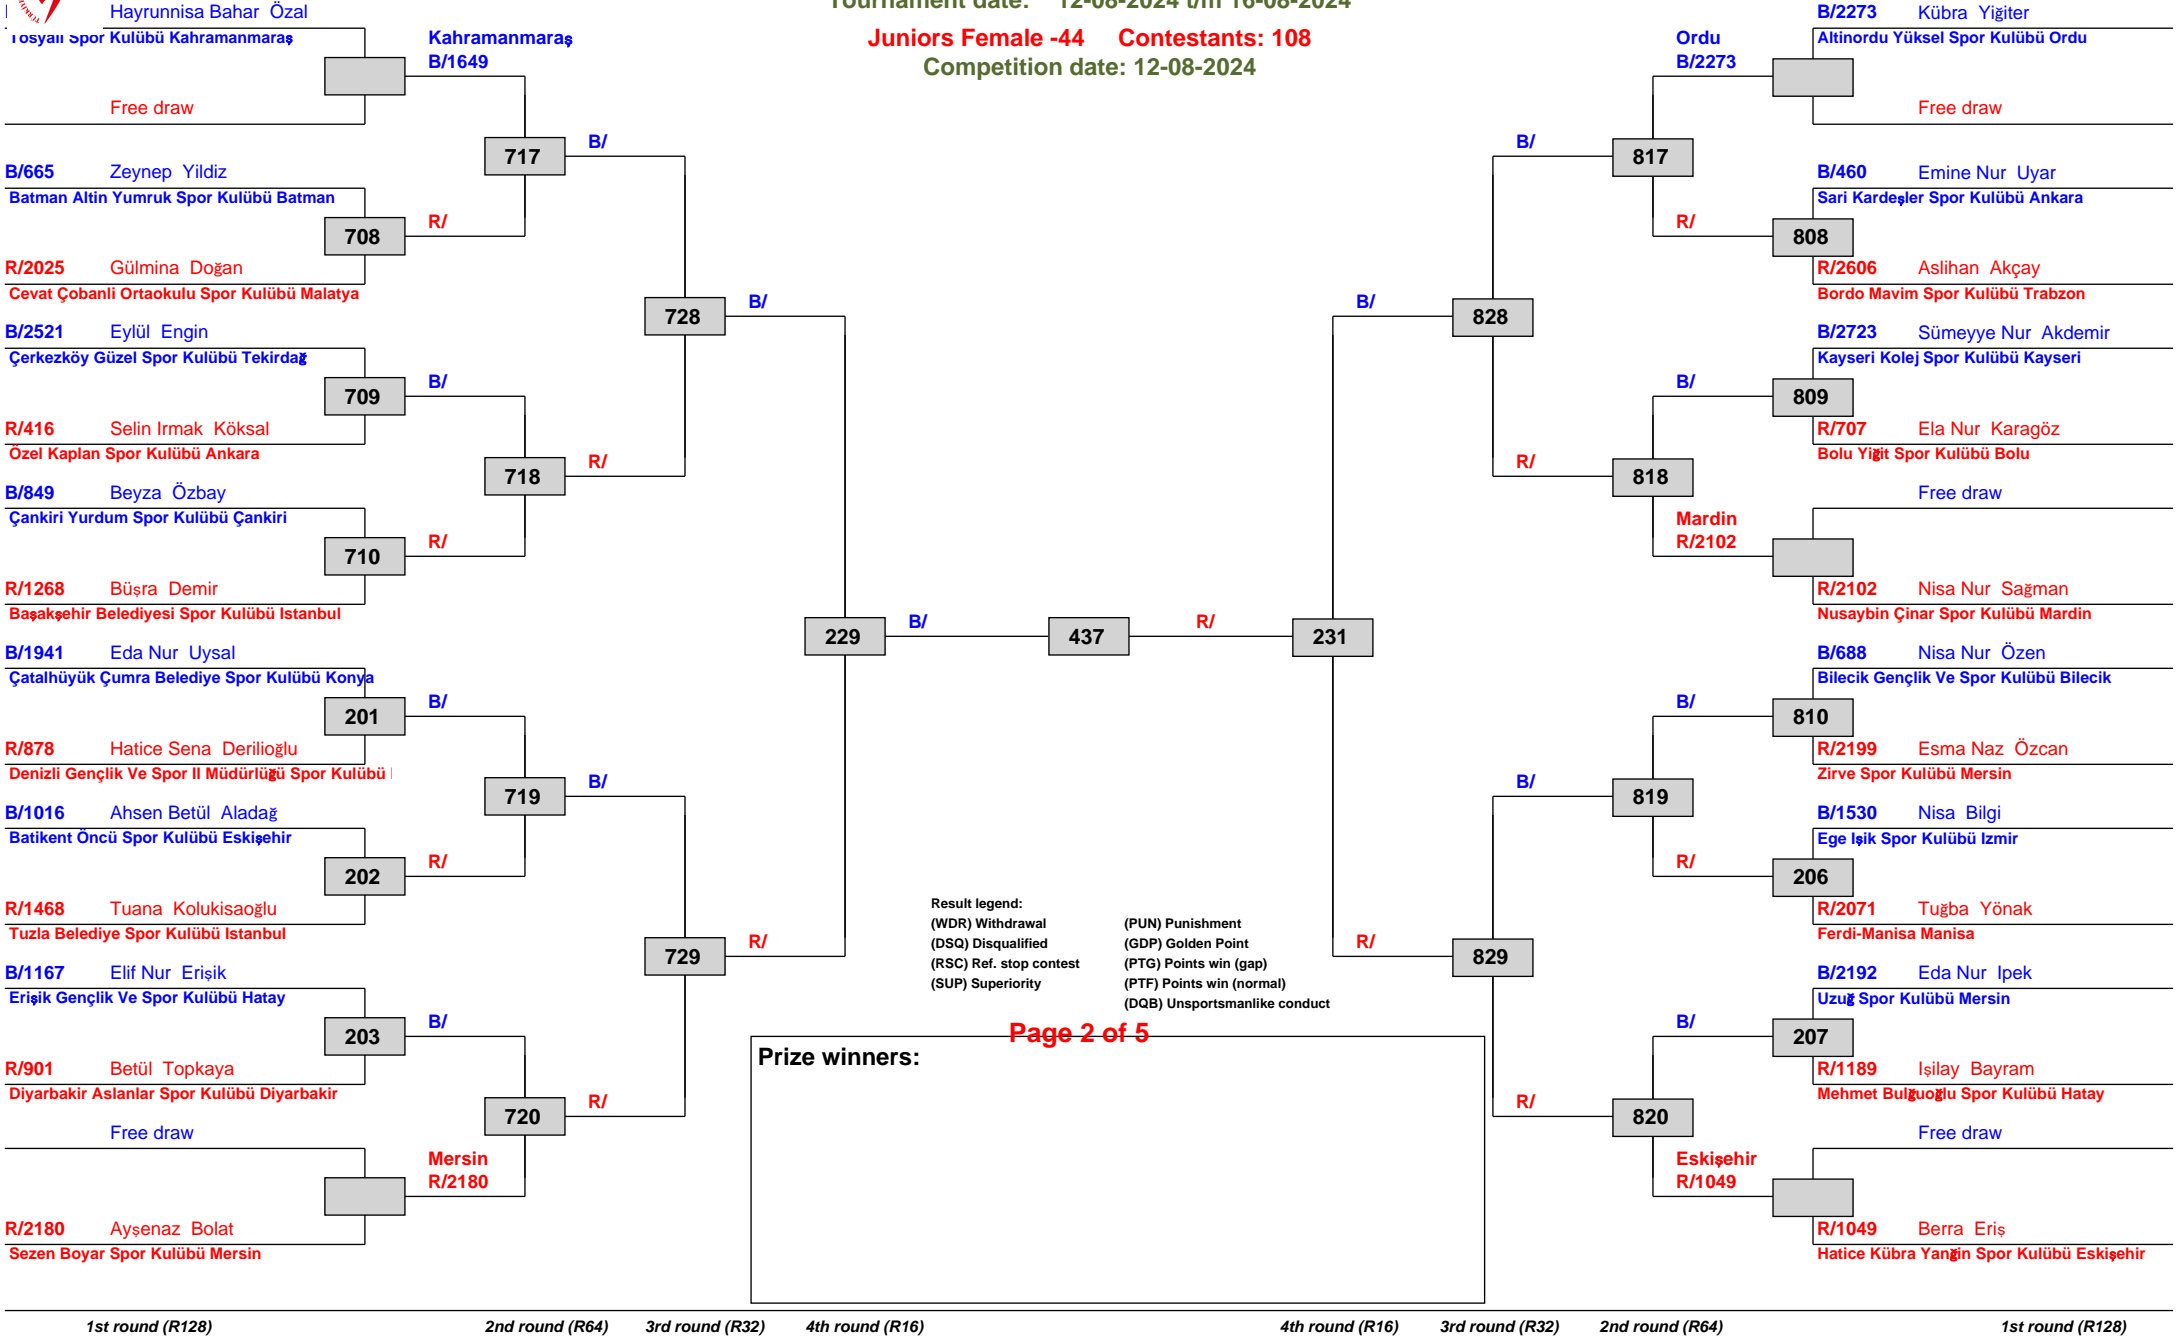 Tournament date: 12-08-2024 t/m 16-08-2024
Juniors Female -44 Contestants: 108
Competition date: 12-08-2024
Hayrunnisa Bahar Özal
Tosyali Spor Kulübü Kahramanmaraş
Kahramanmaraş
B/1649
Free draw
717
B/
B/665 Zeynep Yildiz
Batman Altin Yumruk Spor Kulübü Batman
708
R/
R/2025 Gülmina Doğan
Cevat Çobanli Ortaokulu Spor Kulübü Malatya
728
B/
B/2521 Eylül Engin
Çerkezköy Güzel Spor Kulübü Tekirdağ
709
B/
R/416 Selin Irmak Köksal
Özel Kaplan Spor Kulübü Ankara
718
R/
B/849 Beyza Özbay
Çankiri Yurdum Spor Kulübü Çankiri
710
R/
R/1268 Büşra Demir
Başakşehir Belediyesi Spor Kulübü Istanbul
229
B/
437
R/
231
B/1941 Eda Nur Uysal
Çatalhüyük Çumra Belediye Spor Kulübü Konya
201
B/
R/878 Hatice Sena Derilioğlu
Denizli Gençlik Ve Spor Il Müdürlüğü Spor Kulübü
719
B/
B/1016 Ahsen Betül Aladağ
Batikent Öncü Spor Kulübü Eskişehir
202
R/
R/1468 Tuana Kolukisaoğlu
Tuzla Belediye Spor Kulübü Istanbul
729
R/
B/1167 Elif Nur Erişik
Erişik Gençlik Ve Spor Kulübü Hatay
203
B/
R/901 Betül Topkaya
Diyarbakir Aslanlar Spor Kulübü Diyarbakir
720
R/
Free draw
Mersin
R/2180
R/2180 Ayşenaz Bolat
Sezen Boyar Spor Kulübü Mersin
B/2273 Kübra Yiğiter
Altinordu Yüksel Spor Kulübü Ordu
Ordu
B/2273
Free draw
B/
817
B/460 Emine Nur Uyar
Sari Kardeşler Spor Kulübü Ankara
R/
808
R/2606 Aslihan Akçay
Bordo Mavim Spor Kulübü Trabzon
B/
828
B/2723 Sümeyye Nur Akdemir
Kayseri Kolej Spor Kulübü Kayseri
B/
809
R/707 Ela Nur Karagöz
Bolu Yiğit Spor Kulübü Bolu
R/
818
Free draw
Mardin
R/2102
R/2102 Nisa Nur Sağman
Nusaybin Çinar Spor Kulübü Mardin
B/688 Nisa Nur Özen
Bilecik Gençlik Ve Spor Kulübü Bilecik
B/
810
R/2199 Esma Naz Özcan
Zirve Spor Kulübü Mersin
B/
819
B/1530 Nisa Bilgi
Ege Işik Spor Kulübü Izmir
R/
206
R/2071 Tuğba Yönak
Ferdi-Manisa Manisa
R/
829
B/2192 Eda Nur Ipek
Uzuğ Spor Kulübü Mersin
B/
207
R/1189 Işilay Bayram
Mehmet Bulğuoğlu Spor Kulübü Hatay
R/
820
Free draw
Eskişehir
R/1049
R/1049 Berra Eriş
Hatice Kübra Yanğin Spor Kulübü Eskişehir
Result legend:
(WDR) Withdrawal (PUN) Punishment
(DSQ) Disqualified (GDP) Golden Point
(RSC) Ref. stop contest (PTG) Points win (gap)
(SUP) Superiority (PTF) Points win (normal)
(DQB) Unsportsmanlike conduct
Page 2 of 5
Prize winners:
1st round (R128) 2nd round (R64) 3rd round (R32) 4th round (R16) 4th round (R16) 3rd round (R32) 2nd round (R64) 1st round (R128)